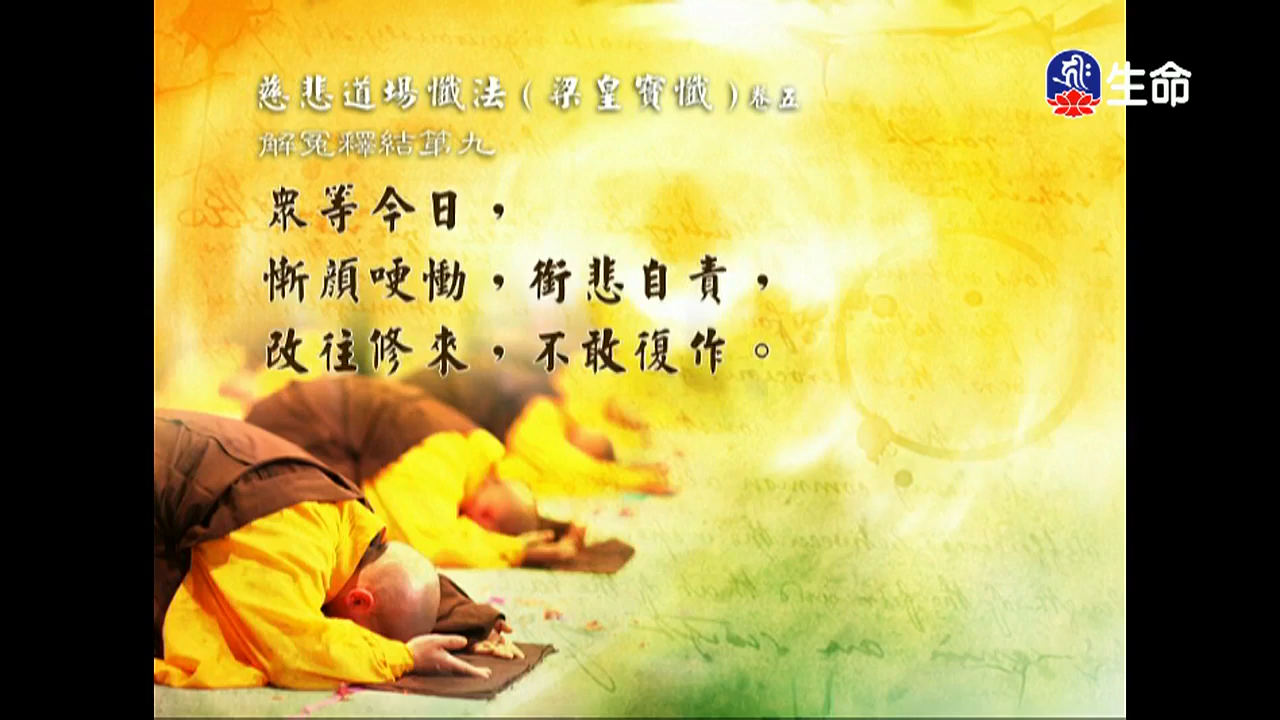 慈悲道場懺法(梁皇寶懺)卷五
生命
解冤釋結第九
眾等今日，
慚顏哽慟，銜悲自責，
改往修來，不敢復作。